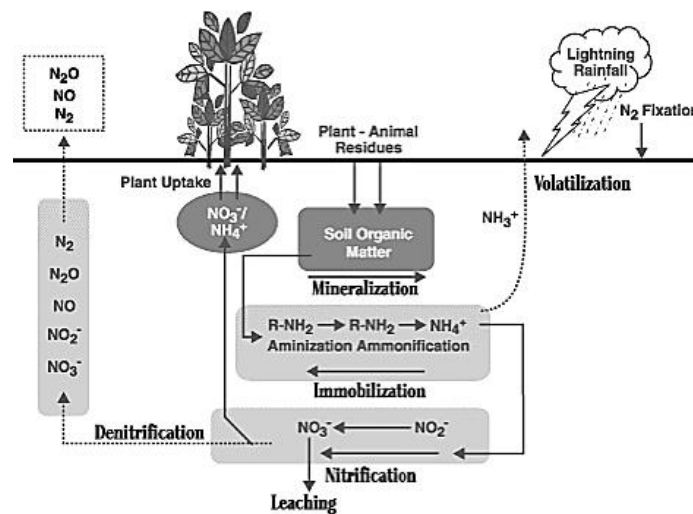 N₂O
NO
N₂
Lightning
Rainfall
N₂ Fixation
Plant - Animal
Residues
Plant Uptake
Volatilization
NO₃⁻/
NH₄⁺
NH₃⁺
Soil Organic
Matter
Mineralization
N₂
N₂O
NO
NO₂⁻
NO₃⁻
R-NH₂ R-NH₂ NH₄⁺
Aminization Ammonification
Immobilization
Denitrification
NO₃⁻ NO₂⁻
Nitrification
Leaching